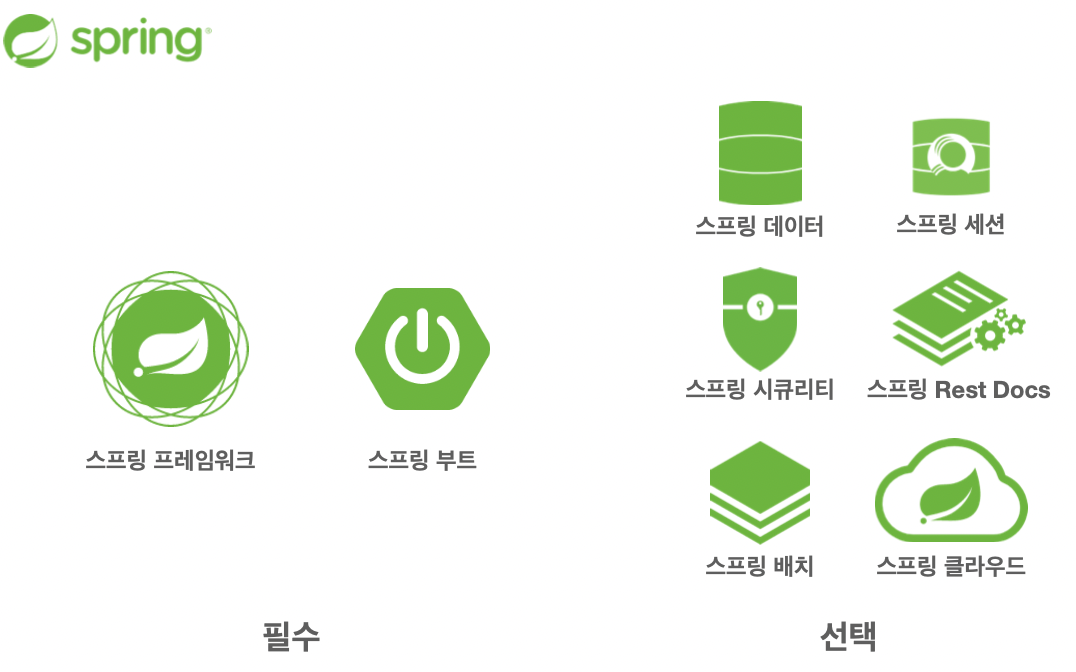 spring®
스프링 데이터
스프링 세션
스프링 시큐리티
스프링 Rest Docs
스프링 프레임워크
스프링 부트
스프링 배치
스프링 클라우드
필수
선택